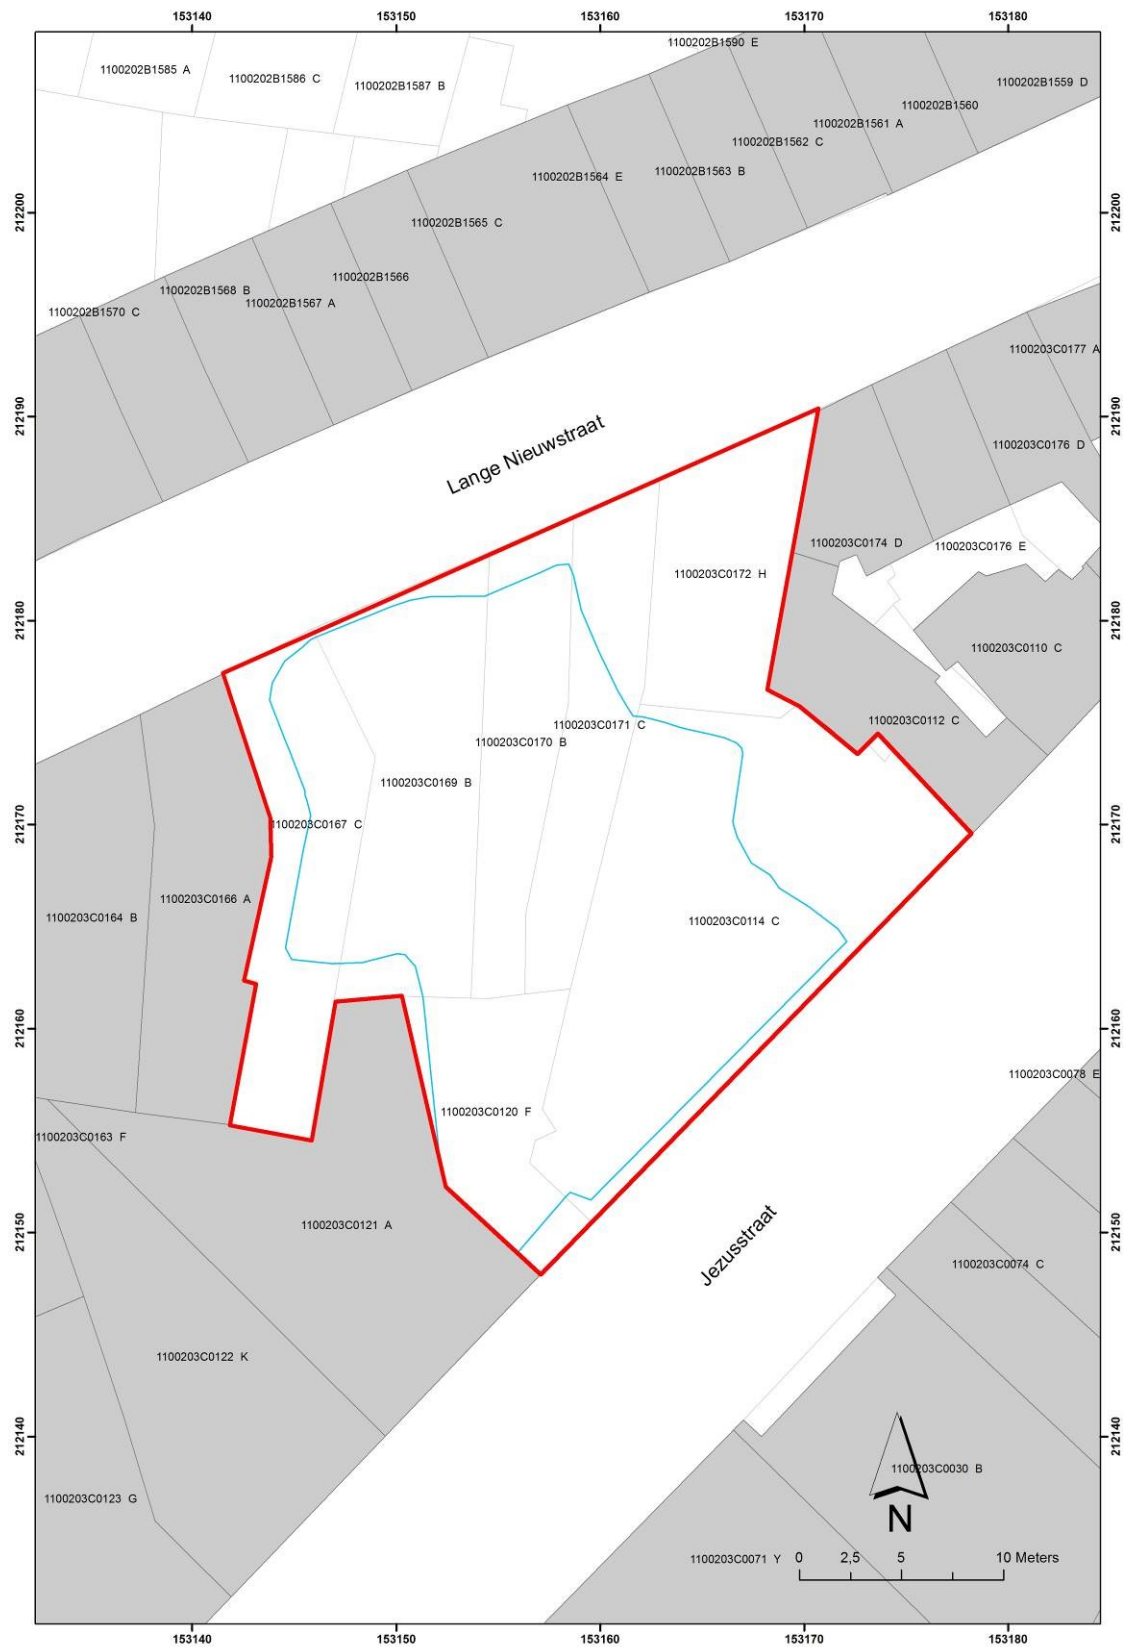 153140 153150 153160 153170 153180
1100202B1590 E
1100202B1585 A
1100202B1586 C
1100202B1587 B
1100202B1559 D
1100202B1560
1100202B1561 A
1100202B1562 C
1100202B1563 B
1100202B1564 E
212200
212200
1100202B1565 C
1100202B1566
1100202B1568 B
1100202B1567 A
1100202B1570 C
1100203C0177 A
212190
212190
Lange Nieuwstraat
1100203C0176 D
1100203C0174 D
1100203C0176 E
1100203C0172 H
212180
212180
1100203C0110 C
1100203C0112 C
1100203C0171 C
1100203C0170 B
1100203C0169 B
212170
1100203C0167 C
212170
1100203C0166 A
1100203C0164 B
1100203C0114 C
212160
212160
1100203C0078 E
1100203C0120 F
1100203C0163 F
1100203C0121 A
212150
212150
Jezusstraat
1100203C0074 C
1100203C0122 K
212140
212140
1100203C0030 B
1100203C0123 G
N
1100203C0071 Y
0 2,5 5 10 Meters
153140 153150 153160 153170 153180